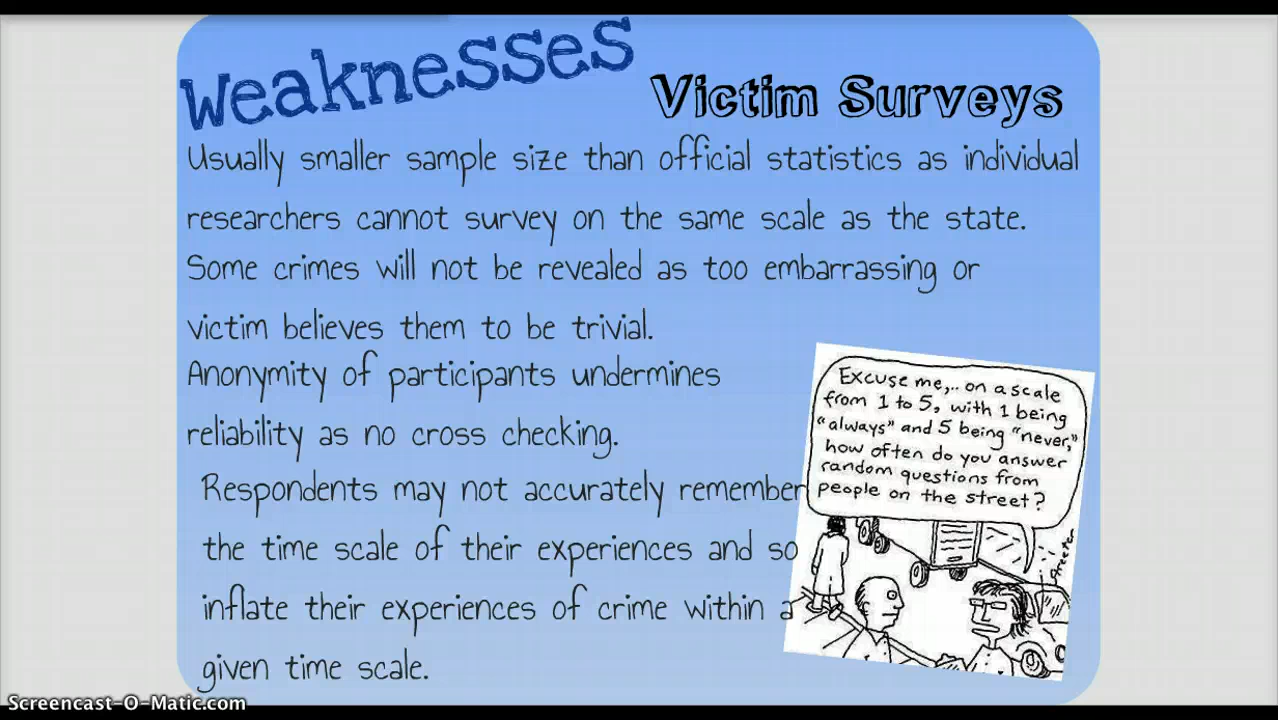 Weaknesses
Victim Surveys
Usually smaller sample size than official statistics as individual
researchers cannot survey on the same scale as the state.
Some crimes will not be revealed as too embarrassing or
victim believes them to be trivial.
Anonymity of participants undermines
reliability as no cross checking.
Respondents may not accurately remember
the time scale of their experiences and so
inflate their experiences of crime within a
given time scale.
Excuse me,.. on a scale
from 1 to 5, with 1 being
"always" and 5 being "never,"
how often do you answer
random questions from
people on the street?
Screencast-O-Matic.com